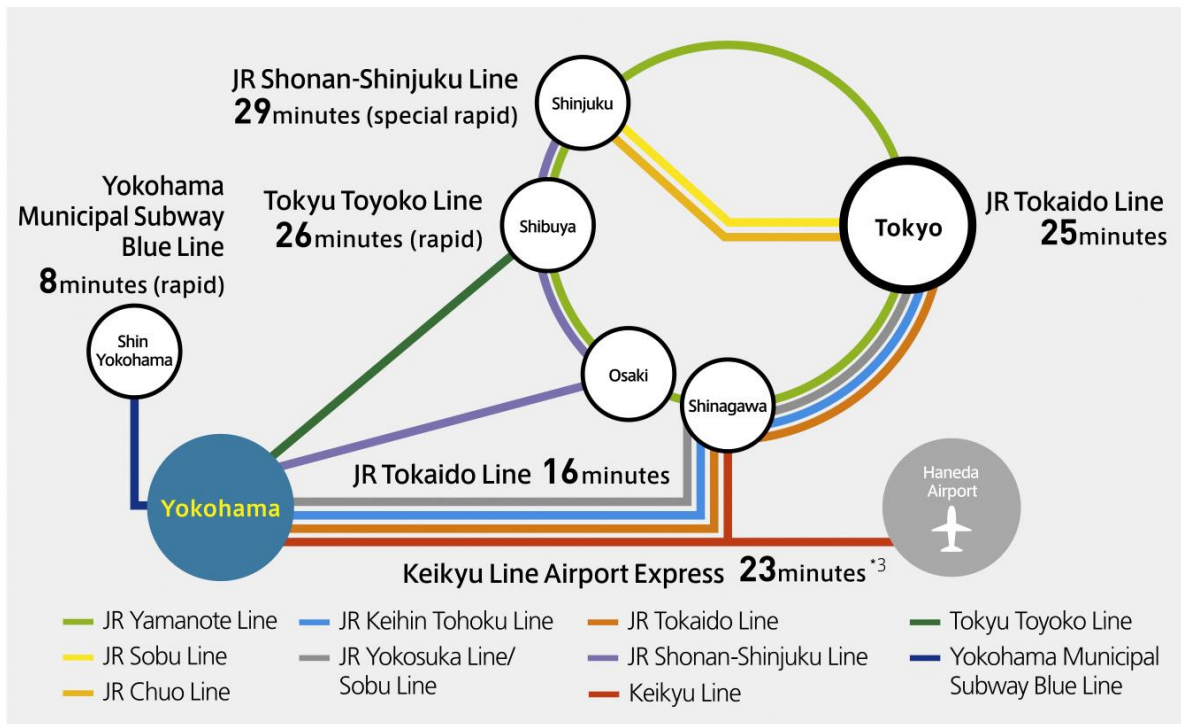 JR Shonan-Shinjuku Line
29minutes (special rapid)
Shinjuku
Yokohama
Municipal Subway
Blue Line
8minutes (rapid)
Tokyu Toyoko Line
26minutes (rapid)
Shibuya
Tokyo
JR Tokaido Line
25minutes
Shin
Yokohama
Osaki
Shinagawa
JR Tokaido Line 16minutes
Yokohama
Haneda
Airport
Keikyu Line Airport Express 23minutes*3
JR Yamanote Line
JR Sobu Line
JR Chuo Line
JR Keihin Tohoku Line
JR Yokosuka Line/
Sobu Line
JR Tokaido Line
JR Shonan-Shinjuku Line
Keikyu Line
Tokyu Toyoko Line
Yokohama Municipal
Subway Blue Line